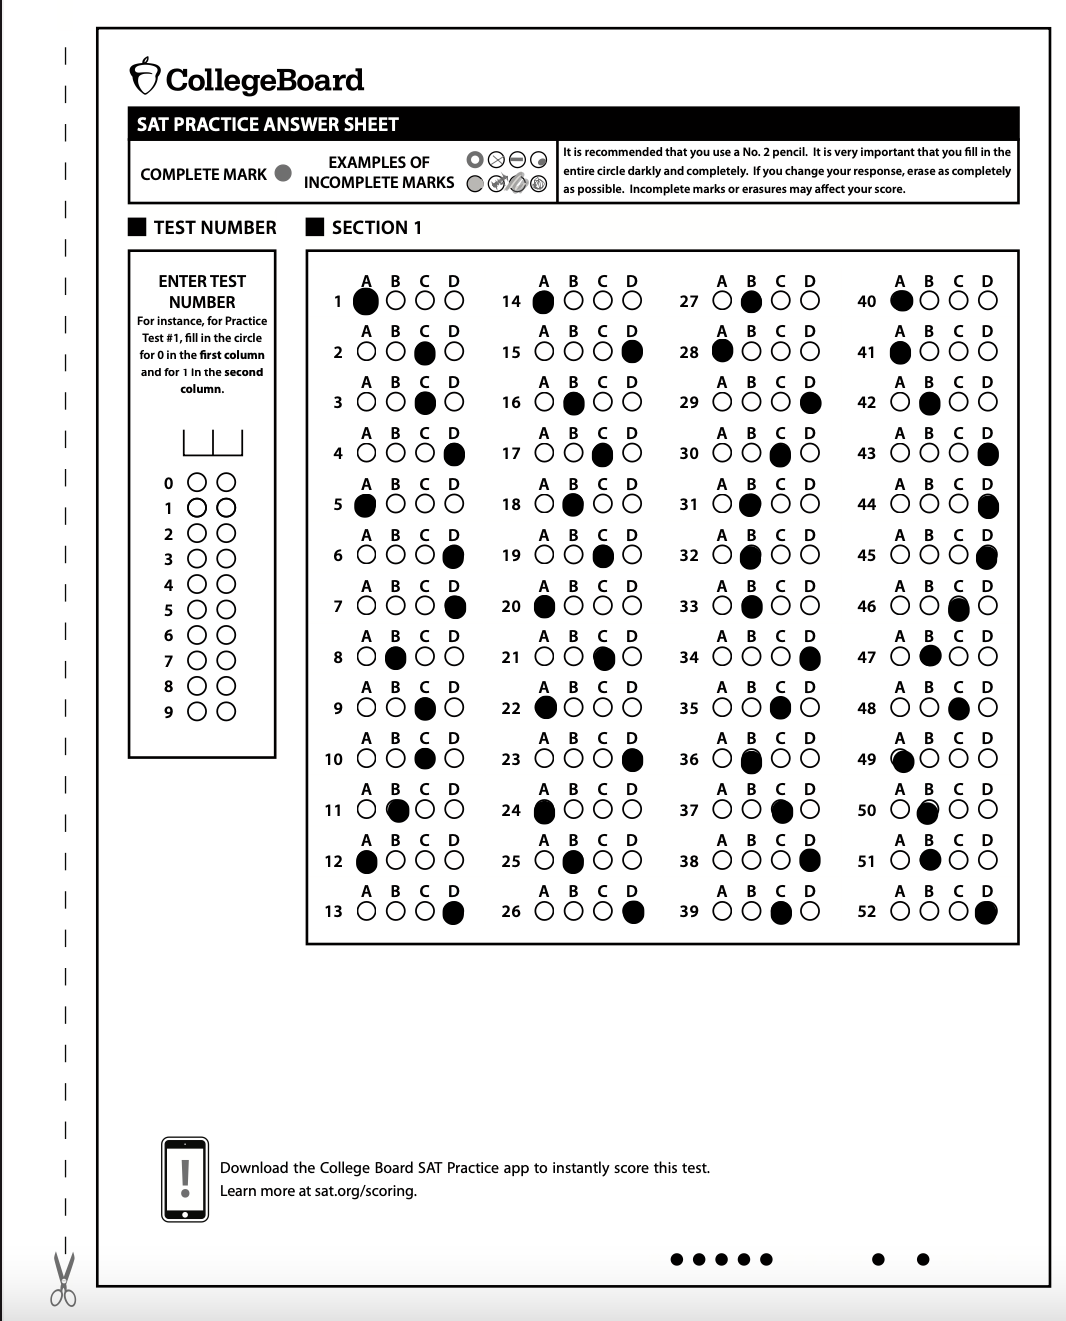 CollegeBoard
SAT PRACTICE ANSWER SHEET
COMPLETE MARK
EXAMPLES OF
INCOMPLETE MARKS
It is recommended that you use a No. 2 pencil. It is very important that you fill in the
entire circle darkly and completely. If you change your response, erase as completely
as possible. Incomplete marks or erasures may affect your score.
TEST NUMBER
ENTER TEST
NUMBER
For instance, for Practice
Test #1, fill in the circle
for 0 in the first column
and for 1 in the second
column.
0
1
2
3
4
5
6
7
8
9
SECTION 1
A B C D
1
A B C D
2
A B C D
3
A B C D
4
A B C D
5
A B C D
6
A B C D
7
A B C D
8
A B C D
9
A B C D
10
A B C D
11
A B C D
12
A B C D
13
A B C D
14
A B C D
15
A B C D
16
A B C D
17
A B C D
18
A B C D
19
A B C D
20
A B C D
21
A B C D
22
A B C D
23
A B C D
24
A B C D
25
A B C D
26
A B C D
27
A B C D
28
A B C D
29
A B C D
30
A B C D
31
A B C D
32
A B C D
33
A B C D
34
A B C D
35
A B C D
36
A B C D
37
A B C D
38
A B C D
39
A B C D
40
A B C D
41
A B C D
42
A B C D
43
A B C D
44
A B C D
45
A B C D
46
A B C D
47
A B C D
48
A B C D
49
A B C D
50
A B C D
51
A B C D
52
!
Download the College Board SAT Practice app to instantly score this test.
Learn more at sat.org/scoring.